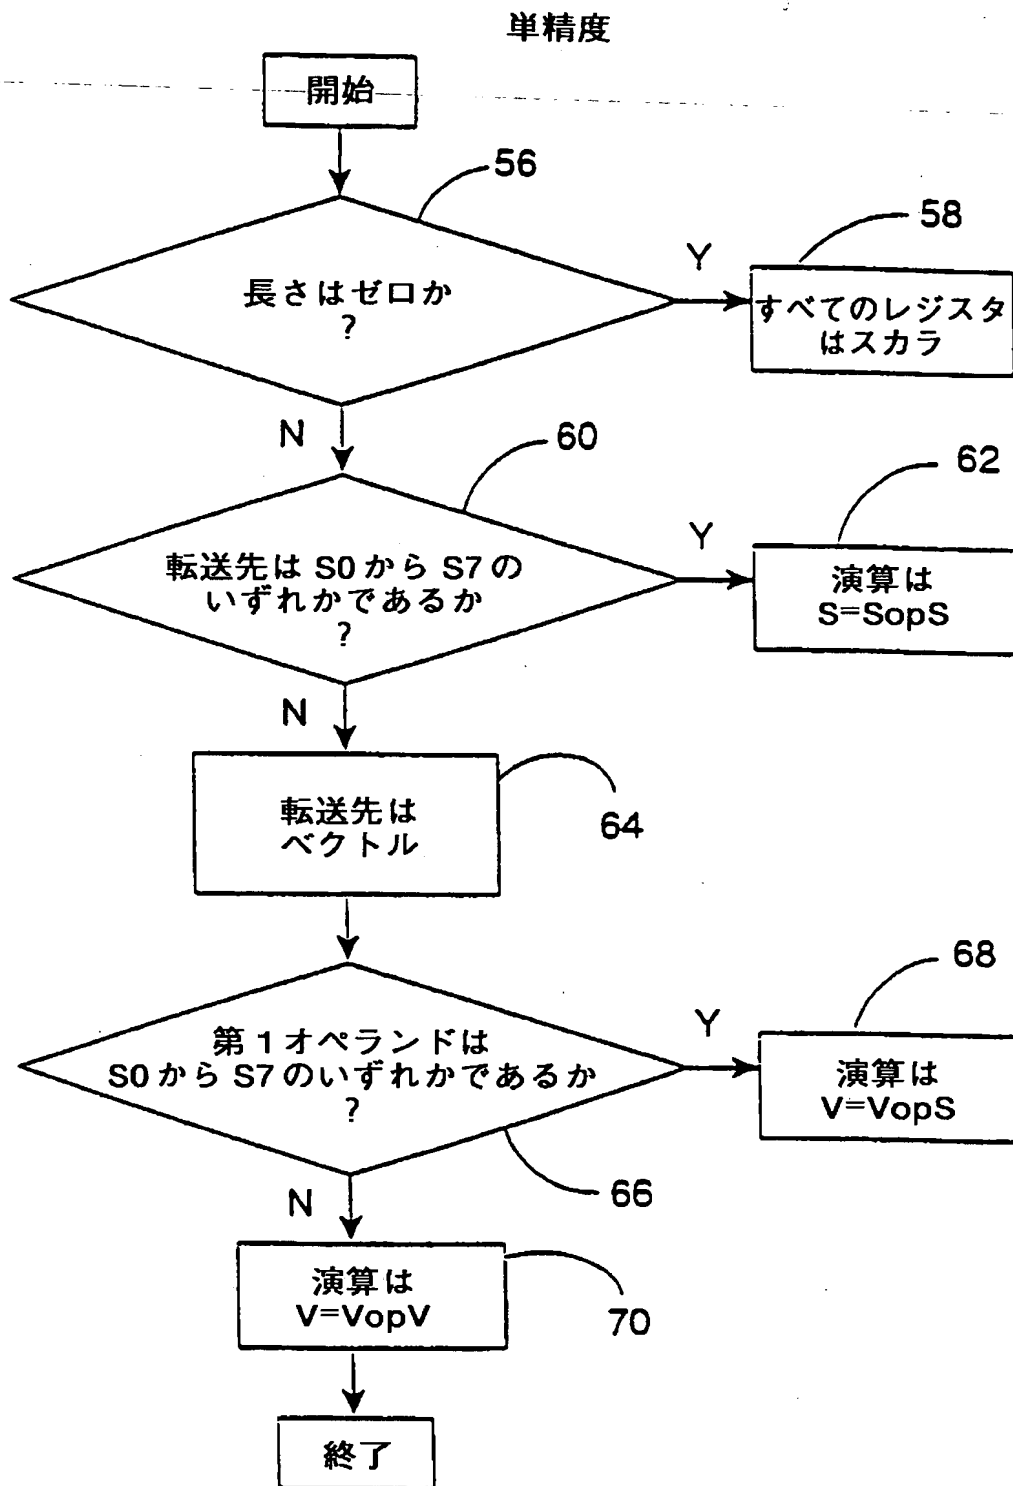 単精度
開始
56
長さはゼロか
?
Y
58
すべてのレジスタ
はスカラ
N
60
転送先は S0 から S7 の
いずれかであるか
?
Y
62
演算は
S=SopS
N
転送先は
ベクトル
64
第 1 オペランドは
S0 から S7 のいずれかであるか
?
Y
68
演算は
V=VopS
66
N
演算は
V=VopV
70
終了